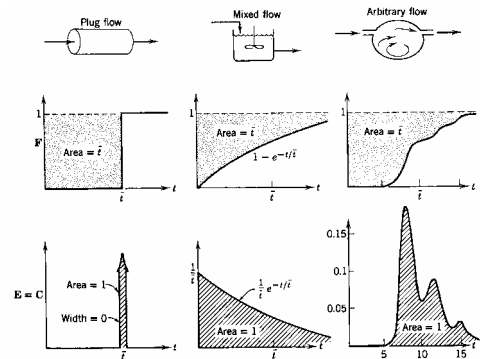 Plug flow
Mixed flow
Arbitrary flow
1
F
Area = t̄
t̄
t
1
Area = t̄
1 − e^−t/t̄
t̄
t
1
Area = t̄
t̄
t
E = C
Area = 1
Width = 0
t̄
t
1/t̄
1/t̄ e^−t/t̄
Area = 1
t̄
t
0.15
0.1
0.05
Area = 1
5
10
15
t